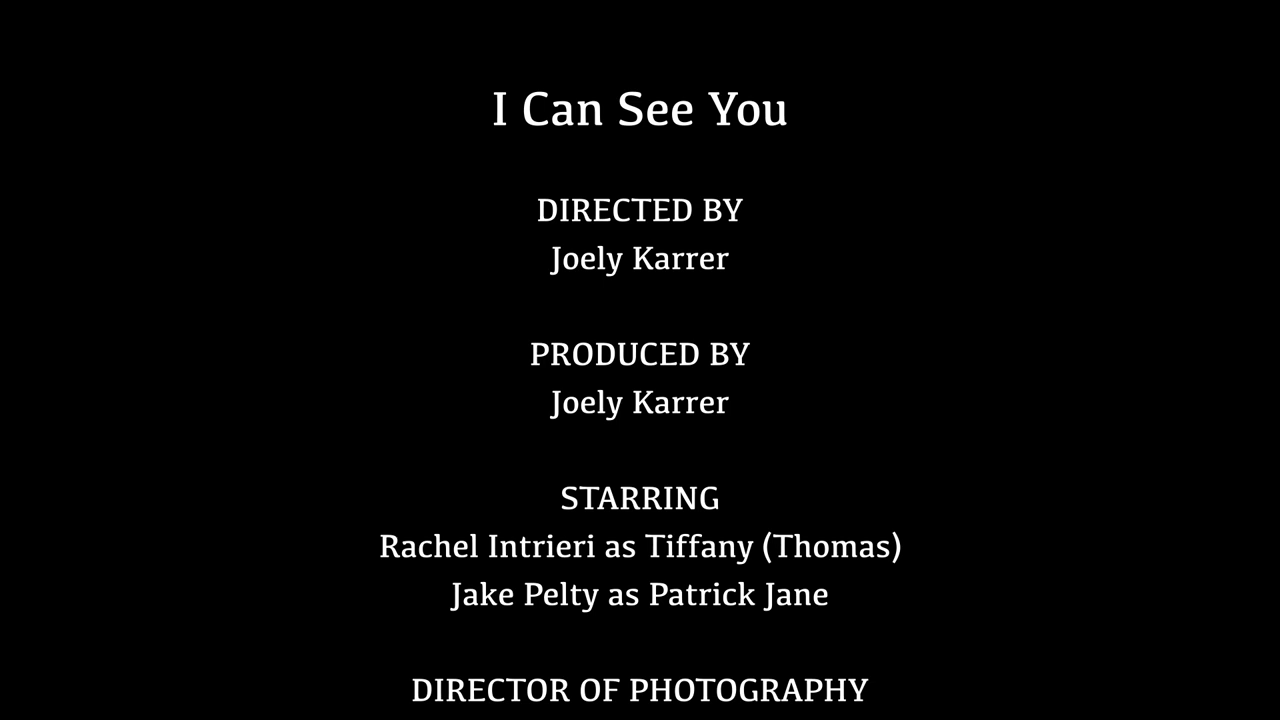 I Can See You
DIRECTED BY
Joely Karrer
PRODUCED BY
Joely Karrer
STARRING
Rachel Intrieri as Tiffany (Thomas)
Jake Pelty as Patrick Jane
DIRECTOR OF PHOTOGRAPHY